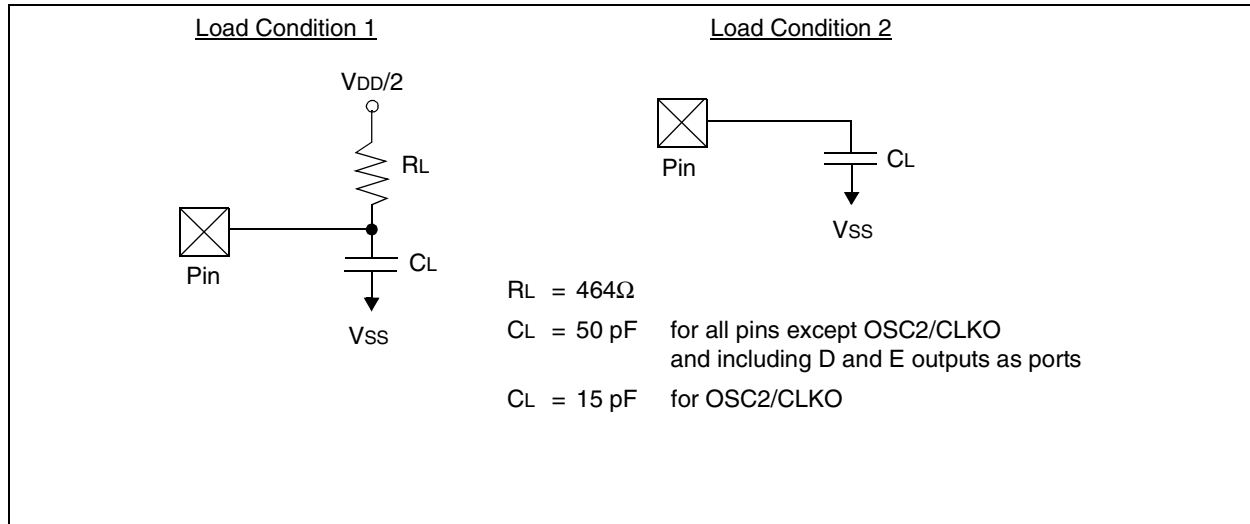 Load Condition 1
VDD/2
RL
Pin
CL
VSS
Load Condition 2
Pin
CL
VSS
RL = 464Ω
CL = 50 pF for all pins except OSC2/CLKO
and including D and E outputs as ports
CL = 15 pF for OSC2/CLKO